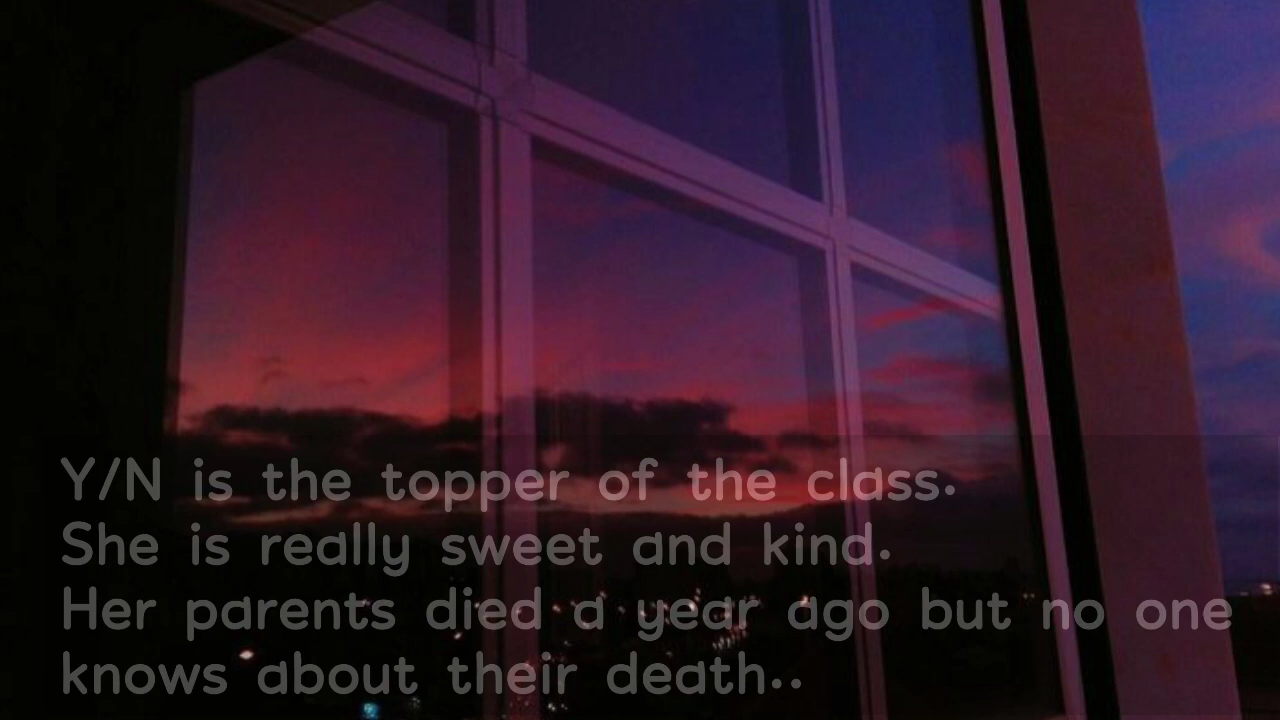 Y/N is the topper of the class.
She is really sweet and kind.
Her parents died a year ago but no one
knows about their death..